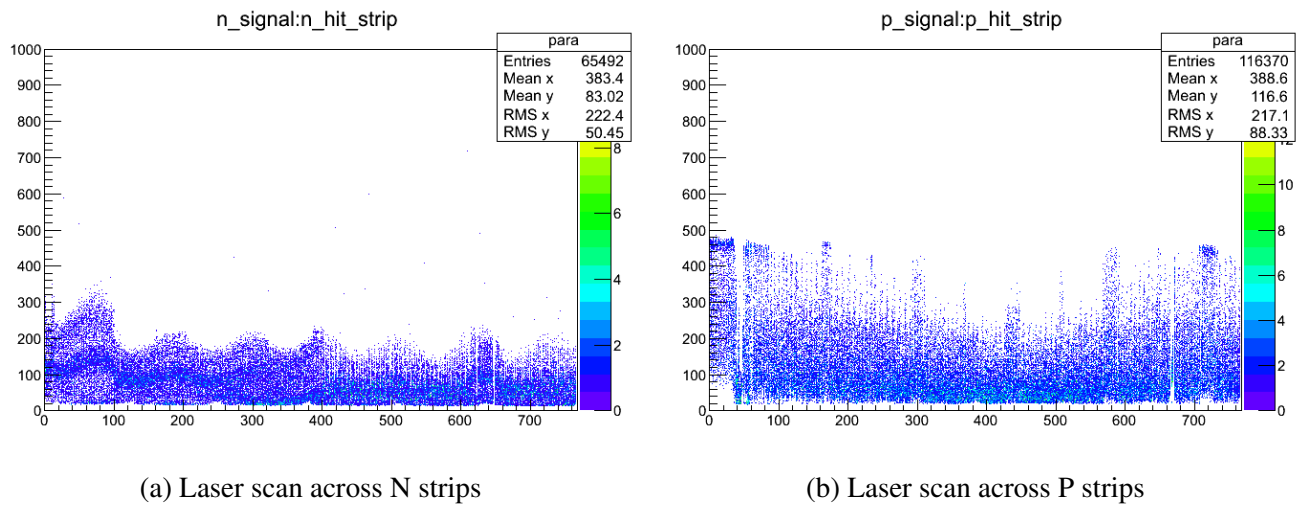 n_signal:n_hit_strip
para
Entries 65492
Mean x 383.4
Mean y 83.02
RMS x 222.4
RMS y 50.45
1000
900
800
700
600
500
400
300
200
100
0
0 100 200 300 400 500 600 700
8
6
4
2
0
(a) Laser scan across N strips
p_signal:p_hit_strip
para
Entries 116370
Mean x 388.6
Mean y 116.6
RMS x 217.1
RMS y 88.33
1000
900
800
700
600
500
400
300
200
100
0
0 100 200 300 400 500 600 700
12
10
8
6
4
2
0
(b) Laser scan across P strips